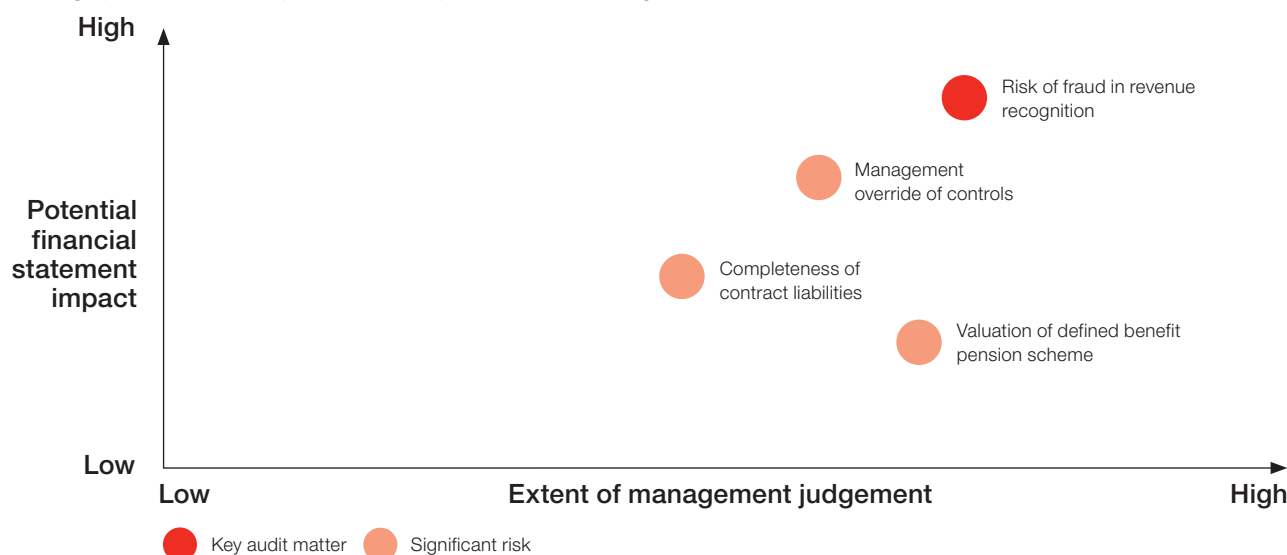 High
Risk of fraud in revenue
recognition
Management
override of controls
Potential
financial
statement
impact
Completeness of
contract liabilities
Valuation of defined benefit
pension scheme
Low
Low
Extent of management judgement
High
Key audit matter
Significant risk